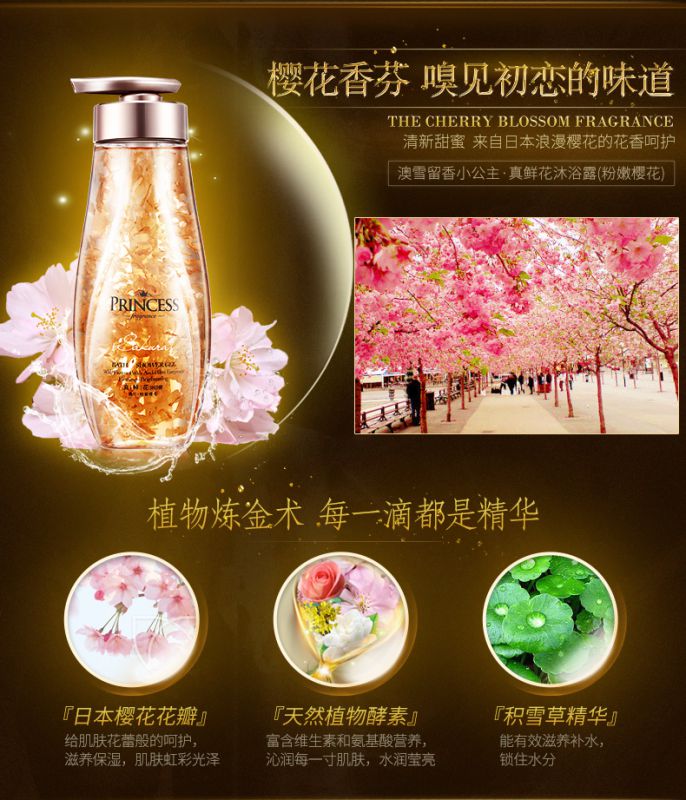 樱花香芬 嗅见初恋的味道
THE CHERRY BLOSSOM FRAGRANCE
清新甜蜜 来自日本浪漫樱花的花香呵护
澳雪留香小公主·真鲜花沐浴露(粉嫩樱花)
PRINCESS
fragrance
Sakura
BATH SHOWER GEL
植物炼金术 每一滴都是精华
『日本樱花花瓣』
给肌肤花蕾般的呵护，
滋养保湿，肌肤虹彩光泽
『天然植物酵素』
富含维生素和氨基酸营养，
沁润每一寸肌肤，水润莹亮
『积雪草精华』
能有效滋养补水，
锁住水分